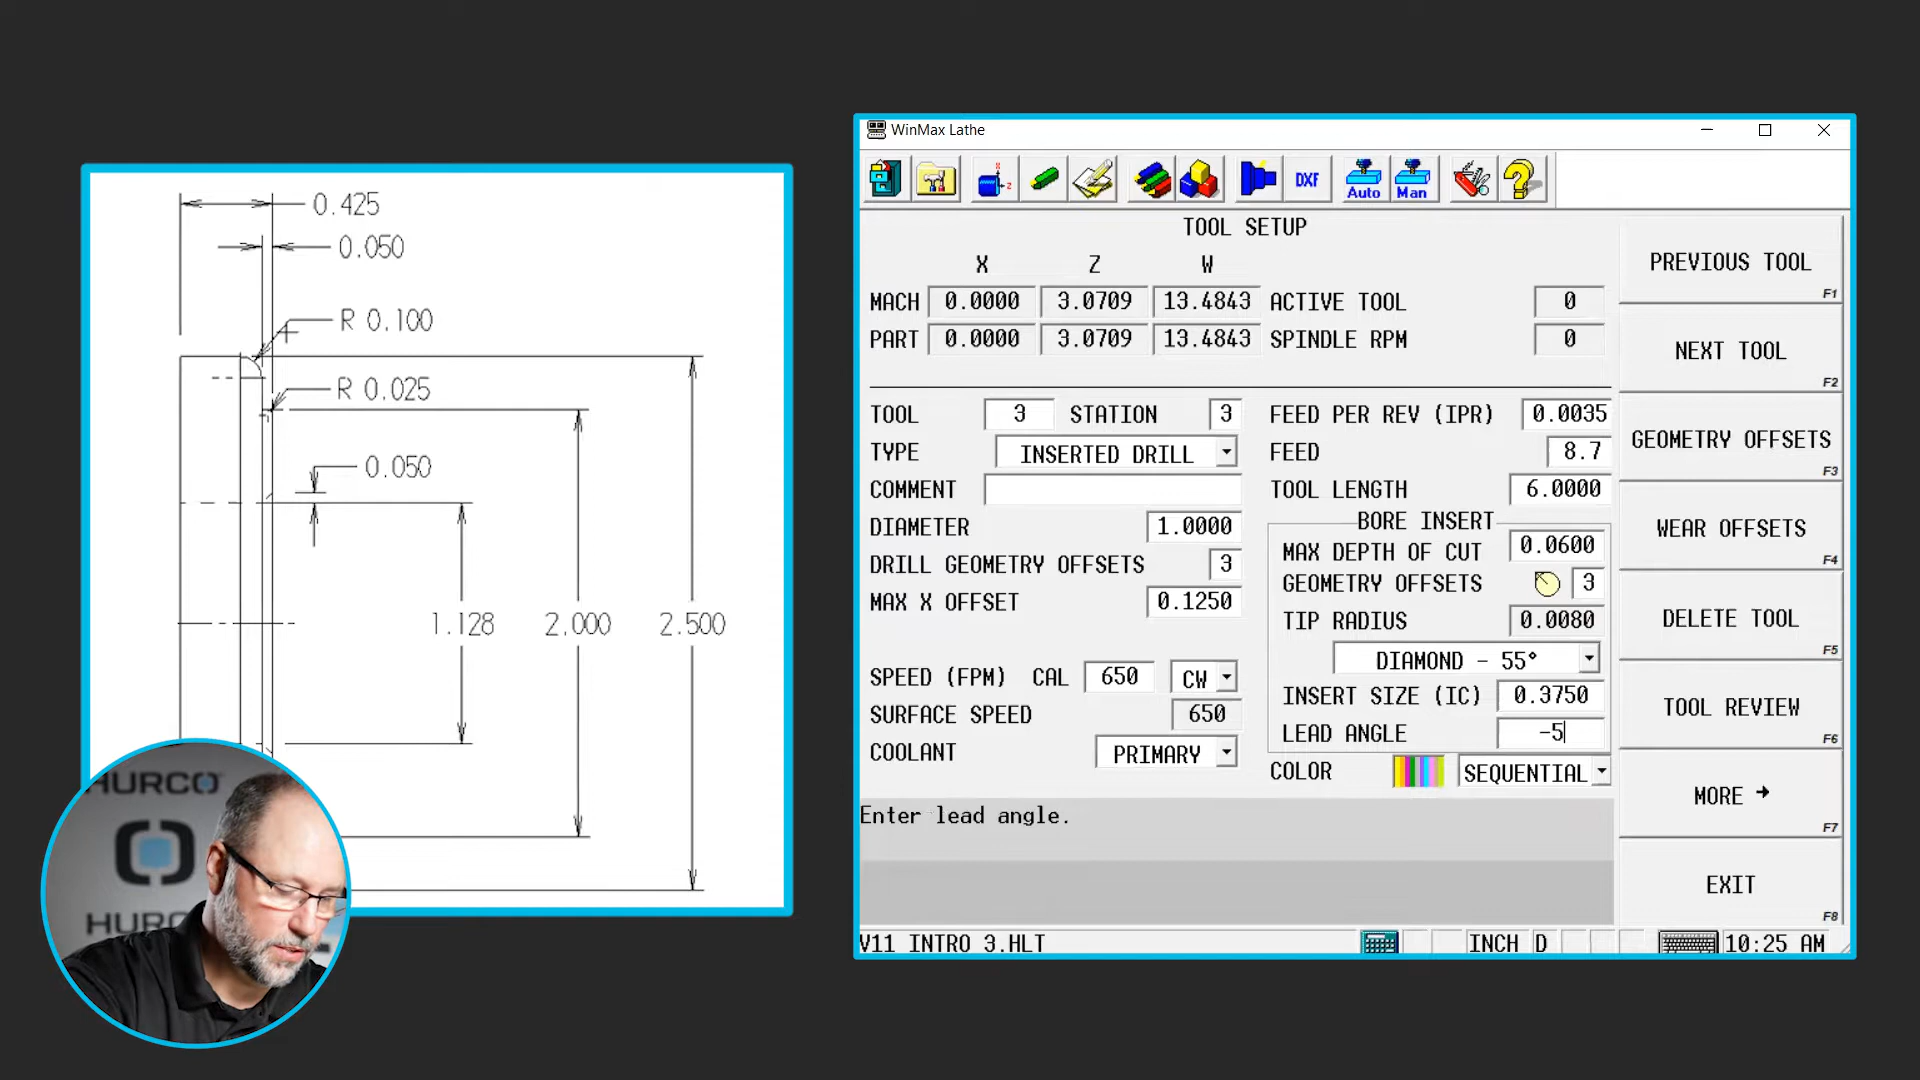 0.425
0.050
R 0.100
R 0.025
0.050
1.128
2.000
2.500
HURCO
HURC
WinMax Lathe
DXF
Auto
Man
TOOL SETUP
X Z W
MACH 0.0000 3.0709 13.4843 ACTIVE TOOL 0
PART 0.0000 3.0709 13.4843 SPINDLE RPM 0
TOOL 3 STATION 3 FEED PER REV (IPR) 0.0035
TYPE INSERTED DRILL FEED 8.7
COMMENT TOOL LENGTH 6.0000
BORE INSERT
DIAMETER 1.0000 MAX DEPTH OF CUT 0.0600
DRILL GEOMETRY OFFSETS 3 GEOMETRY OFFSETS 3
MAX X OFFSET 0.1250 TIP RADIUS 0.0080
DIAMOND - 55°
SPEED (FPM) CAL 650 CW INSERT SIZE (IC) 0.3750
SURFACE SPEED 650 LEAD ANGLE -5
COOLANT PRIMARY COLOR SEQUENTIAL
Enter lead angle.
PREVIOUS TOOL
F1
NEXT TOOL
F2
GEOMETRY OFFSETS
F3
WEAR OFFSETS
F4
DELETE TOOL
F5
TOOL REVIEW
F6
MORE →
F7
EXIT
F8
V11 INTRO 3.HLT INCH D 10:25 AM